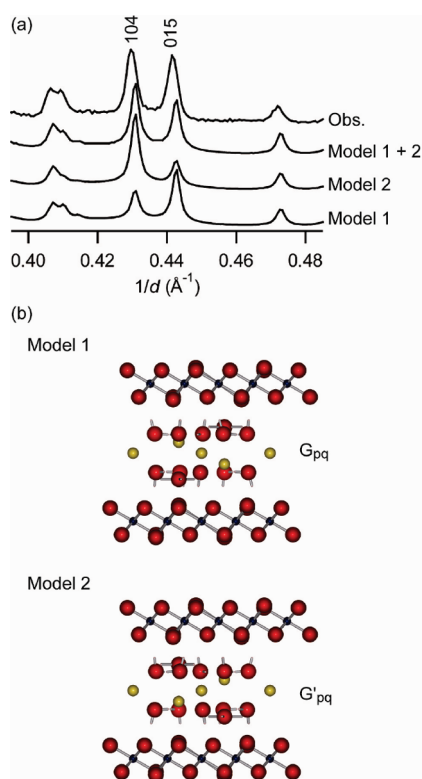 (a)
104
015
Obs.
Model 1 + 2
Model 2
Model 1
0.40 0.42 0.44 0.46 0.48
1/d (Å-1)
(b)
Model 1
Gpq
Model 2
G'pq